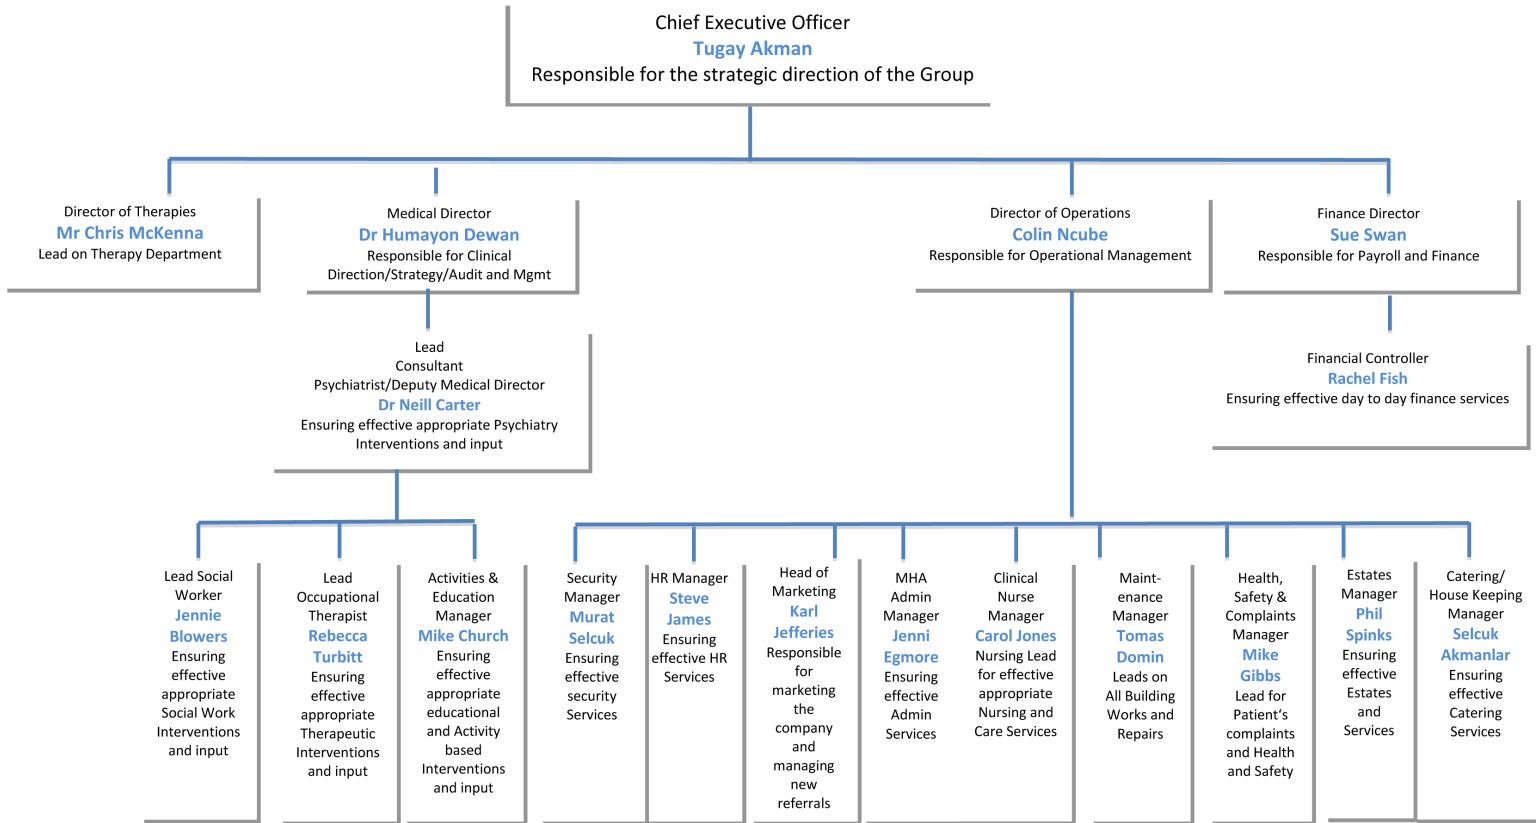 Chief Executive Officer
Tugay Akman
Responsible for the strategic direction of the Group
Director of Therapies
Mr Chris McKenna
Lead on Therapy Department
Medical Director
Dr Humayon Dewan
Responsible for Clinical
Direction/Strategy/Audit and Mgmt
Director of Operations
Colin Ncube
Responsible for Operational Management
Finance Director
Sue Swan
Responsible for Payroll and Finance
Lead
Consultant
Psychiatrist/Deputy Medical Director
Dr Neill Carter
Ensuring effective appropriate Psychiatry
Interventions and input
Financial Controller
Rachel Fish
Ensuring effective day to day finance services
Lead Social
Worker
Jennie
Blowers
Ensuring
effective
appropriate
Social Work
Interventions
and input
Lead
Occupational
Therapist
Rebecca
Turbitt
Ensuring
effective
appropriate
Therapeutic
Interventions
and input
Activities &
Education
Manager
Mike Church
Ensuring
effective
appropriate
educational
and Activity
based
Interventions
and input
Security
Manager
Murat
Selcuk
Ensuring
effective
security
Services
HR Manager
Steve
James
Ensuring
effective HR
Services
Head of
Marketing
Karl
Jefferies
Responsible
for
marketing
the
company
and
managing
new
referrals
MHA
Admin
Manager
Jenni
Egmore
Ensuring
effective
Admin
Services
Clinical
Nurse
Manager
Carol Jones
Nursing Lead
for effective
appropriate
Nursing and
Care Services
Maint-
enance
Manager
Tomas
Domin
Leads on
All Building
Works and
Repairs
Health,
Safety &
Complaints
Manager
Mike
Gibbs
Lead for
Patient‘s
complaints
and Health
and Safety
Estates
Manager
Phil
Spinks
Ensuring
effective
Estates
and
Services
Catering/
House Keeping
Manager
Selcuk
Akmanlar
Ensuring
effective
Catering
Services